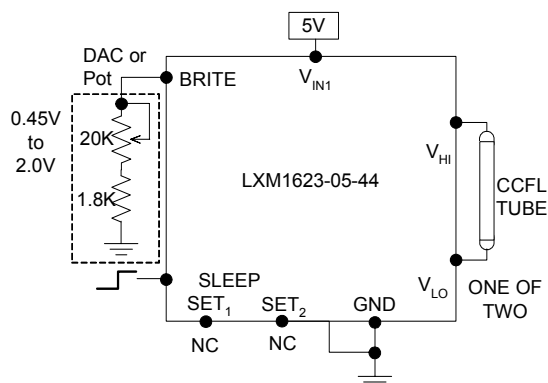 5V
DAC or
Pot
BRITE
V_IN1
0.45V
to
2.0V
20K
1.8K
LXM1623-05-44
V_HI
CCFL
TUBE
SLEEP
V_LO
SET_1
SET_2
GND
ONE OF
TWO
NC
NC